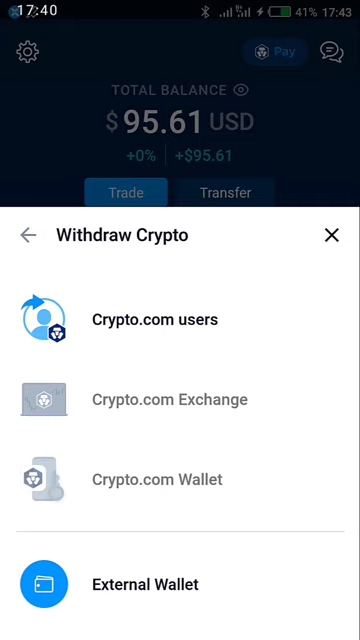 17:40
41% 17:43
Pay
TOTAL BALANCE
$95.61 USD
+0% +$95.61
Trade Transfer
Withdraw Crypto
Crypto.com users
Crypto.com Exchange
Crypto.com Wallet
External Wallet